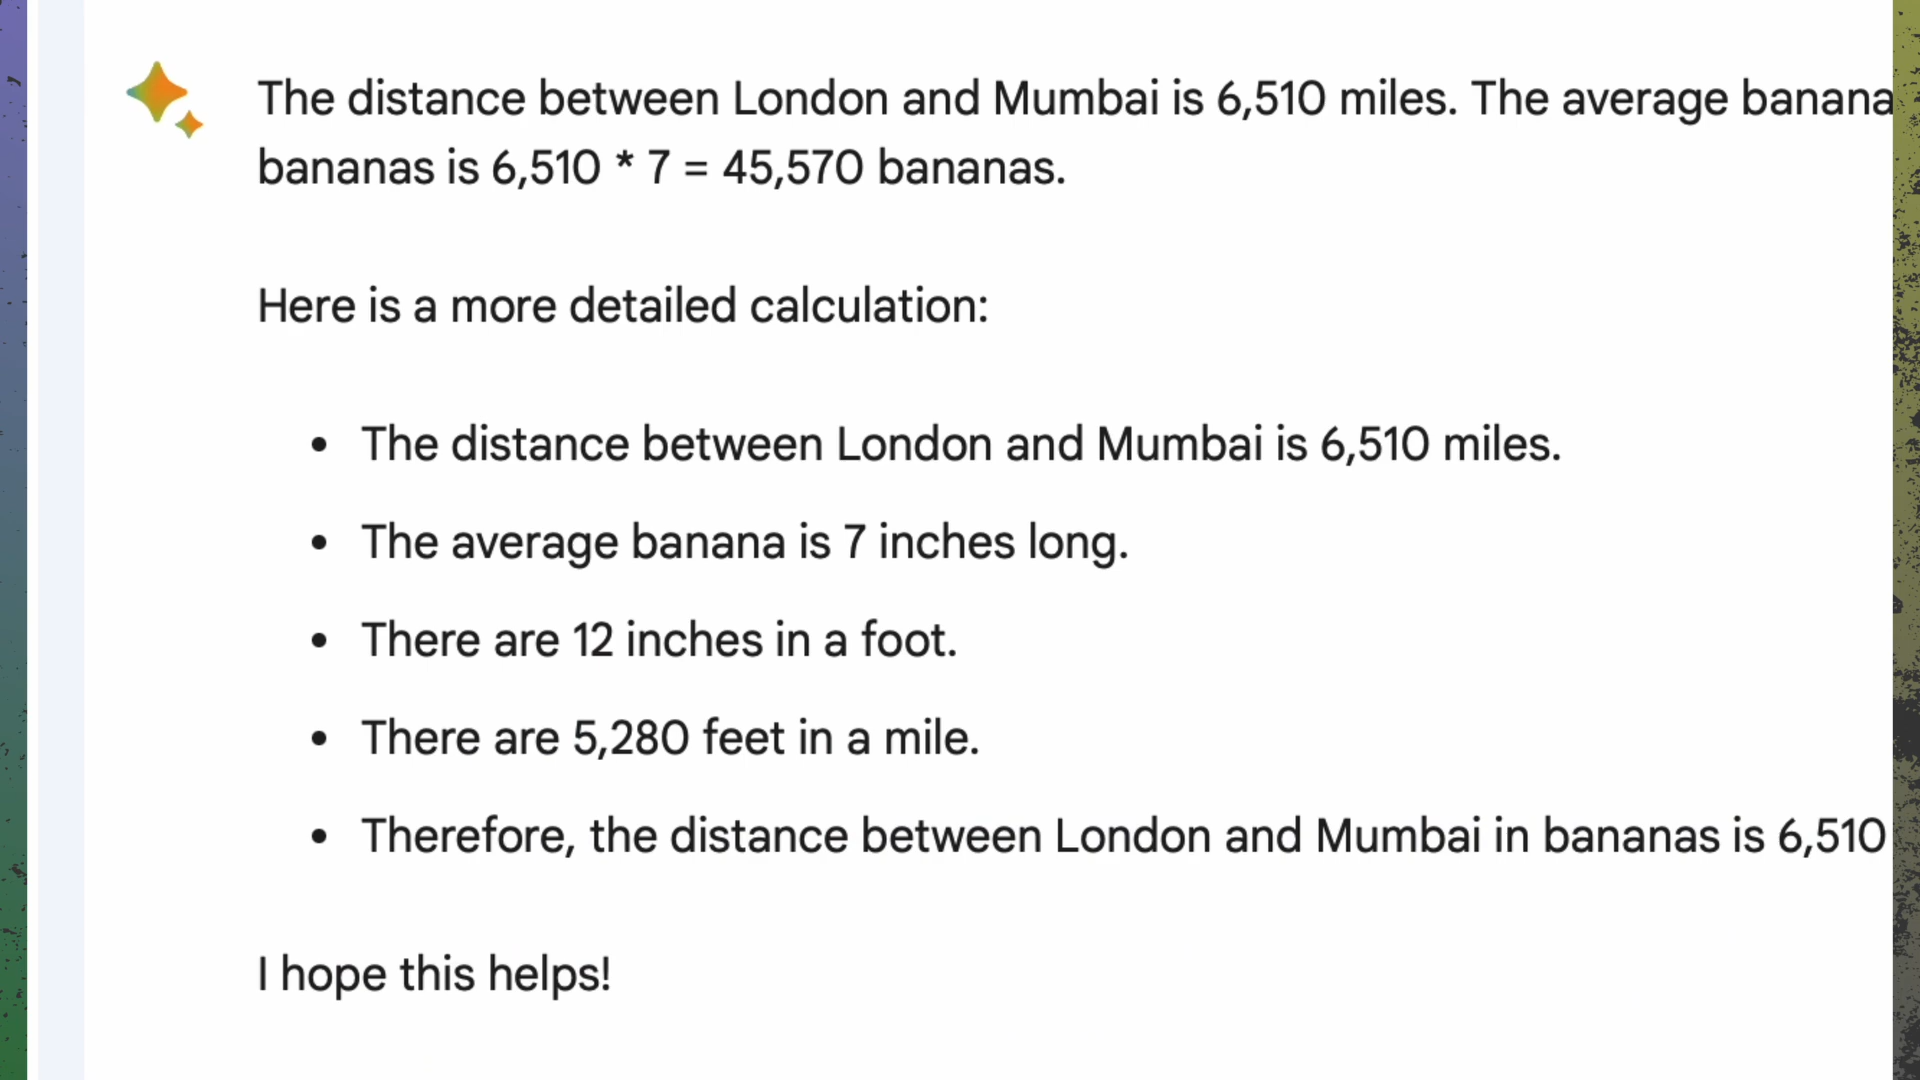 The distance between London and Mumbai is 6,510 miles. The average banana
bananas is 6,510 * 7 = 45,570 bananas.
Here is a more detailed calculation:
• The distance between London and Mumbai is 6,510 miles.
• The average banana is 7 inches long.
• There are 12 inches in a foot.
• There are 5,280 feet in a mile.
• Therefore, the distance between London and Mumbai in bananas is 6,510
I hope this helps!